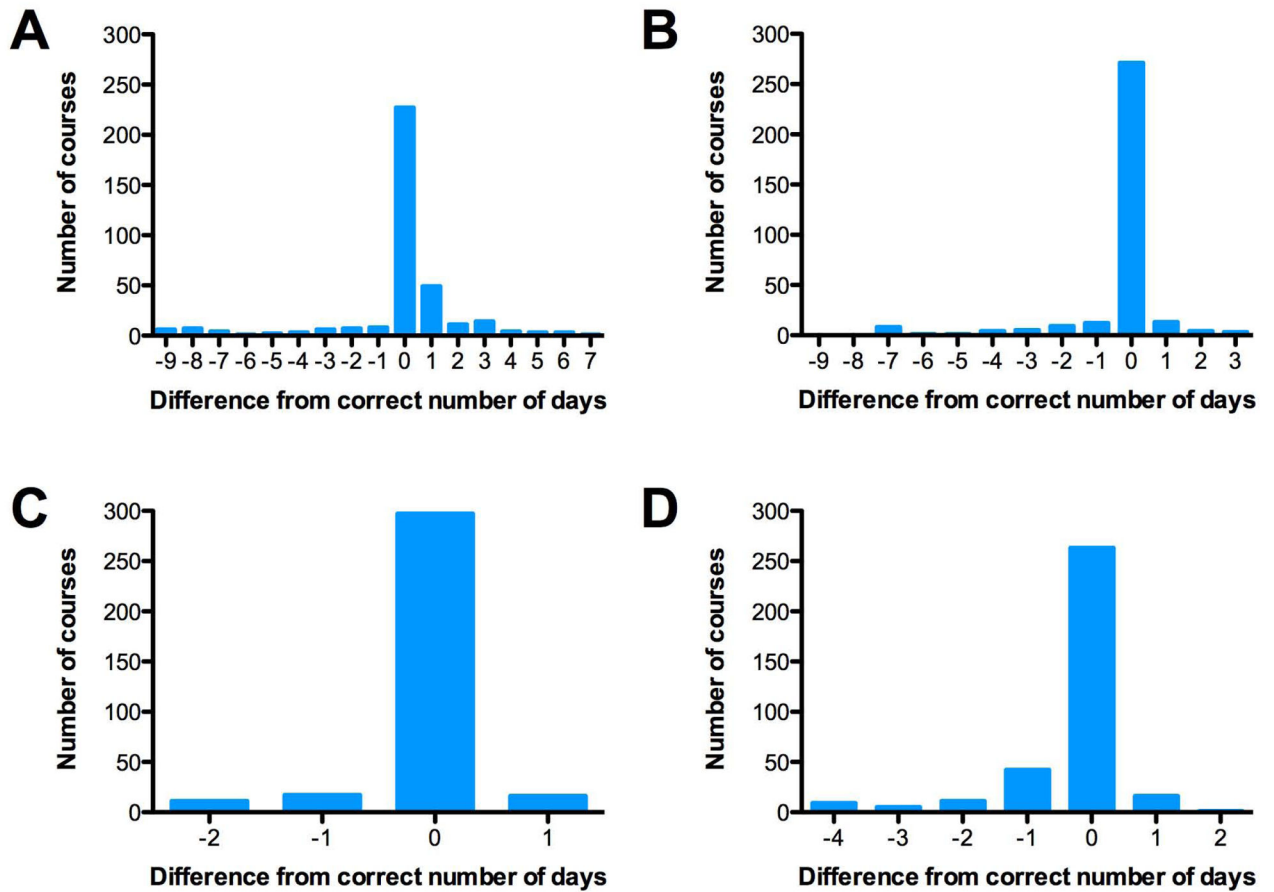 A
Number of courses
300
250
200
150
100
50
0
-9 -8 -7 -6 -5 -4 -3 -2 -1 0 1 2 3 4 5 6 7
Difference from correct number of days
B
Number of courses
300
250
200
150
100
50
0
-9 -8 -7 -6 -5 -4 -3 -2 -1 0 1 2 3
Difference from correct number of days
C
Number of courses
300
250
200
150
100
50
0
-2 -1 0 1
Difference from correct number of days
D
Number of courses
300
250
200
150
100
50
0
-4 -3 -2 -1 0 1 2
Difference from correct number of days